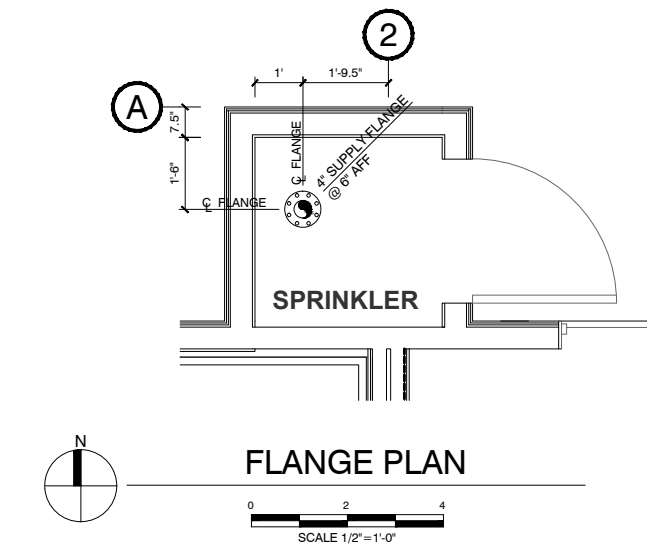 2
1'
1'-9.5"
A
7.5"
1'-6"
℄ FLANGE
4" SUPPLY FLANGE
@ 6" AFF
℄ FLANGE
SPRINKLER
N
FLANGE PLAN
0 2 4
SCALE 1/2"=1'-0"